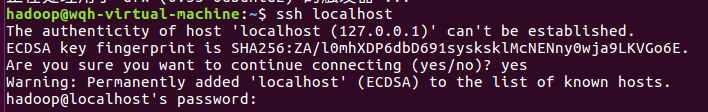 hadoop@wqh-virtual-machine:~$ ssh localhost
The authenticity of host 'localhost (127.0.0.1)' can't be established.
ECDSA key fingerprint is SHA256:ZA/l0mhXDP6dbD691sysksklMcNENny0wja9LKVGo6E.
Are you sure you want to continue connecting (yes/no)? yes
Warning: Permanently added 'localhost' (ECDSA) to the list of known hosts.
hadoop@localhost's password: